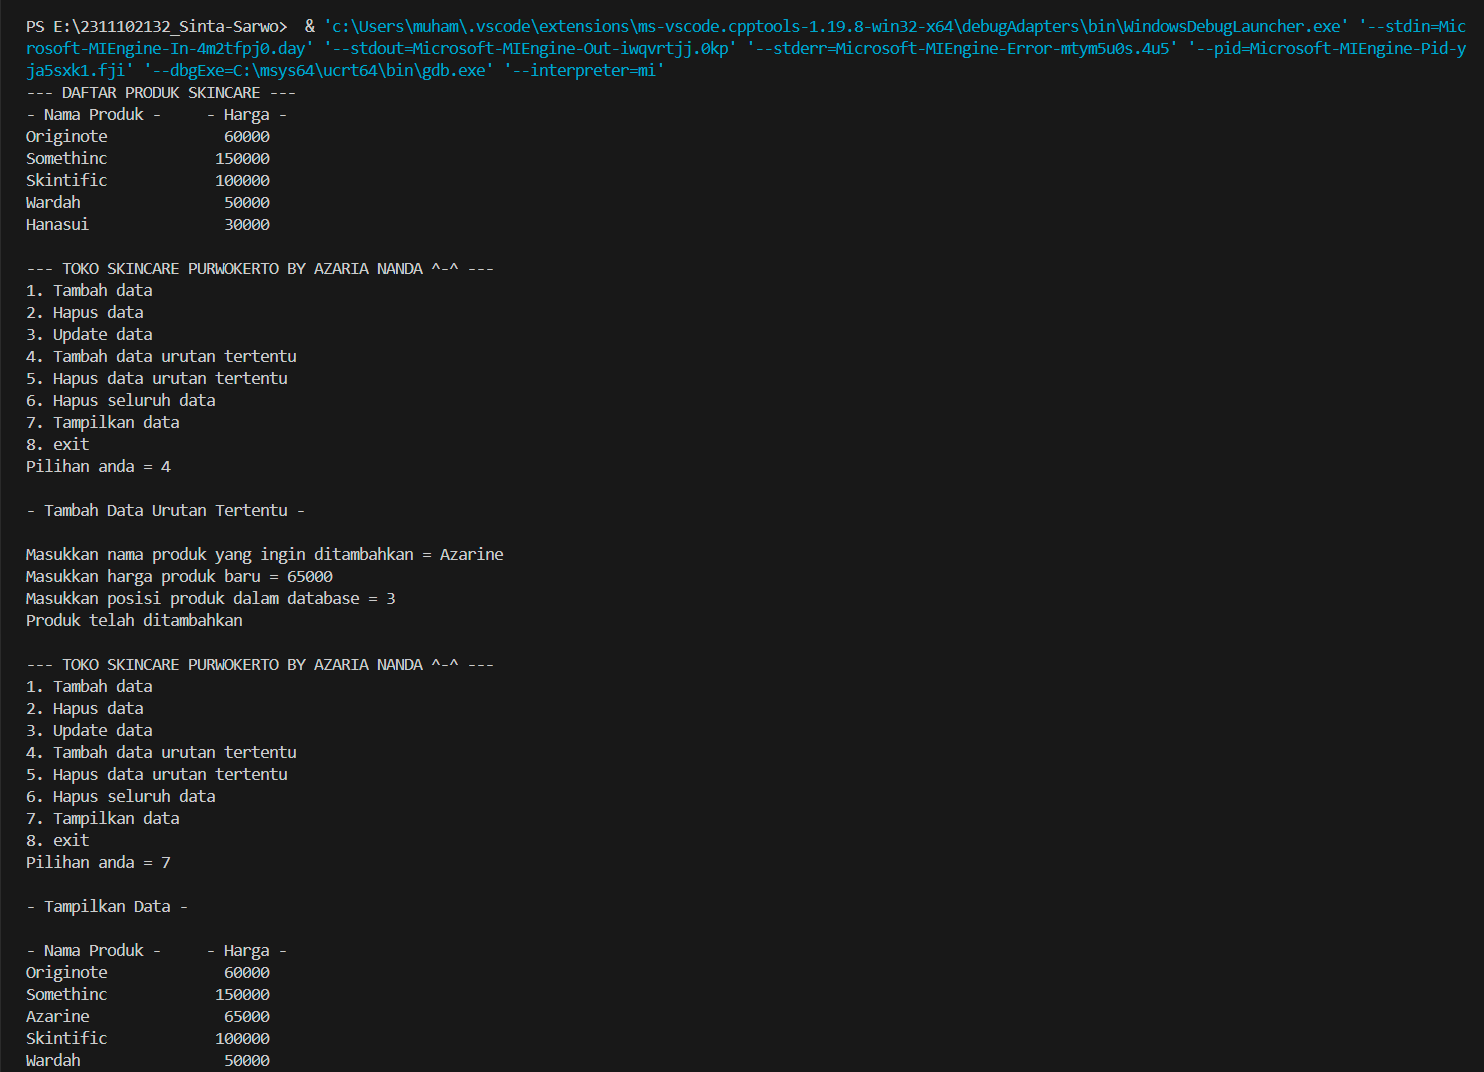 PS E:\2311102132_Sinta-Sarwo>  & 'c:\Users\muham\.vscode\extensions\ms-vscode.cpptools-1.19.8-win32-x64\debugAdapters\bin\WindowsDebugLauncher.exe' '--stdin=Mic
rosoft-MIEngine-In-4m2tfpj0.day' '--stdout=Microsoft-MIEngine-Out-iwqvrtjj.0kp' '--stderr=Microsoft-MIEngine-Error-mtym5u0s.4u5' '--pid=Microsoft-MIEngine-Pid-y
ja5sxk1.fji' '--dbgExe=C:\msys64\ucrt64\bin\gdb.exe' '--interpreter=mi'
--- DAFTAR PRODUK SKINCARE ---
- Nama Produk -     - Harga -
Originote             60000
Somethinc            150000
Skintific            100000
Wardah                50000
Hanasui               30000

--- TOKO SKINCARE PURWOKERTO BY AZARIA NANDA ^-^ ---
1. Tambah data
2. Hapus data
3. Update data
4. Tambah data urutan tertentu
5. Hapus data urutan tertentu
6. Hapus seluruh data
7. Tampilkan data
8. exit
Pilihan anda = 4

- Tambah Data Urutan Tertentu -

Masukkan nama produk yang ingin ditambahkan = Azarine
Masukkan harga produk baru = 65000
Masukkan posisi produk dalam database = 3
Produk telah ditambahkan

--- TOKO SKINCARE PURWOKERTO BY AZARIA NANDA ^-^ ---
1. Tambah data
2. Hapus data
3. Update data
4. Tambah data urutan tertentu
5. Hapus data urutan tertentu
6. Hapus seluruh data
7. Tampilkan data
8. exit
Pilihan anda = 7

- Tampilkan Data -

- Nama Produk -     - Harga -
Originote             60000
Somethinc            150000
Azarine               65000
Skintific            100000
Wardah                50000